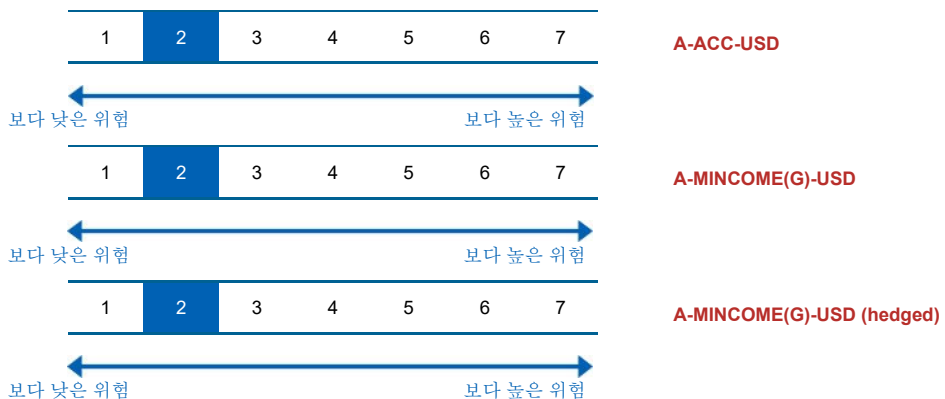 1 2 3 4 5 6 7 A-ACC-USD
보다 낮은 위험 보다 높은 위험
1 2 3 4 5 6 7 A-MINCOME(G)-USD
보다 낮은 위험 보다 높은 위험
1 2 3 4 5 6 7 A-MINCOME(G)-USD (hedged)
보다 낮은 위험 보다 높은 위험